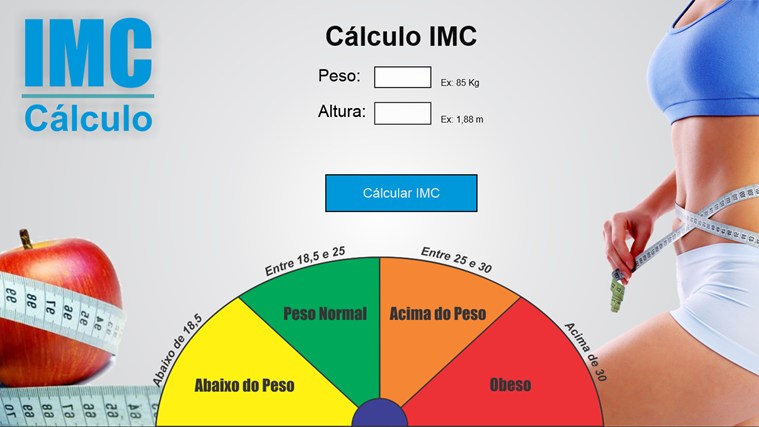 IMC
Cálculo
Cálculo IMC
Peso:
Ex: 85 Kg
Altura:
Ex: 1,88 m
Cálcular IMC
Abaixo de 18,5
Entre 18,5 e 25
Entre 25 e 30
Acima de 30
Abaixo do Peso
Peso Normal
Acima do Peso
Obeso